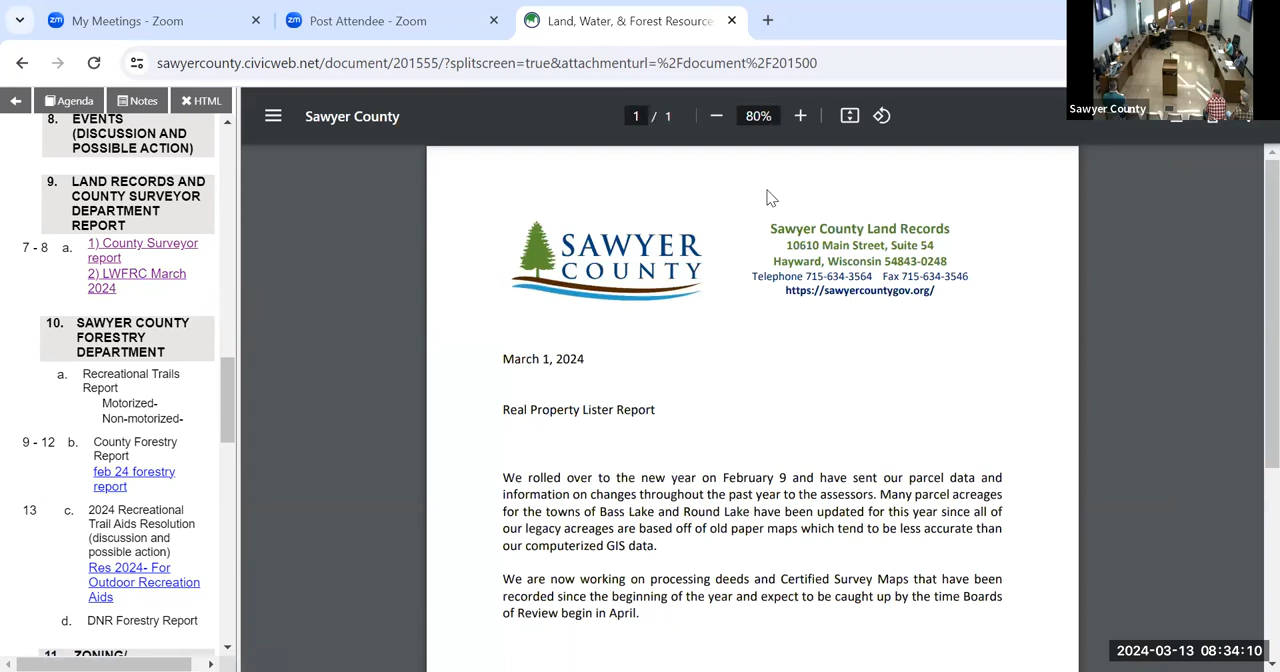 My Meetings - Zoom
Post Attendee - Zoom
Land, Water, & Forest Resource
sawyercounty.civicweb.net/document/201555/?splitscreen=true&attachmenturl=%2Fdocument%2F201500
Sawyer County
Agenda
Notes
HTML
Sawyer County
1 / 1
80%
8. EVENTS
(DISCUSSION AND
POSSIBLE ACTION)
9. LAND RECORDS AND
COUNTY SURVEYOR
DEPARTMENT
REPORT
7 - 8 a. 1) County Surveyor
report
2) LWFRC March
2024
10. SAWYER COUNTY
FORESTRY
DEPARTMENT
a. Recreational Trails
Report
Motorized-
Non-motorized-
9 - 12 b. County Forestry
Report
feb 24 forestry
report
13 c. 2024 Recreational
Trail Aids Resolution
(discussion and
possible action)
Res 2024- For
Outdoor Recreation
Aids
d. DNR Forestry Report
11. ZONING/
SAWYER
COUNTY
Sawyer County Land Records
10610 Main Street, Suite 54
Hayward, Wisconsin 54843-0248
Telephone 715-634-3564 Fax 715-634-3546
https://sawyercountygov.org/
March 1, 2024
Real Property Lister Report
We rolled over to the new year on February 9 and have sent our parcel data and
information on changes throughout the past year to the assessors. Many parcel acreages
for the towns of Bass Lake and Round Lake have been updated for this year since all of
our legacy acreages are based off of old paper maps which tend to be less accurate than
our computerized GIS data.
We are now working on processing deeds and Certified Survey Maps that have been
recorded since the beginning of the year and expect to be caught up by the time Boards
of Review begin in April.
2024-03-13 08:34:10